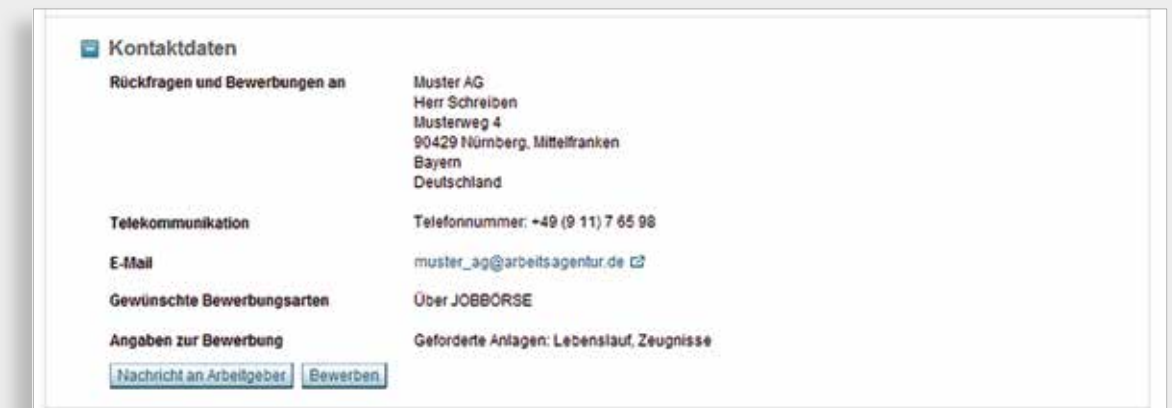 Kontaktdaten
Rückfragen und Bewerbungen an Muster AG
Herr Schreiben
Musterweg 4
90429 Nürnberg, Mittelfranken
Bayern
Deutschland
Telekommunikation Telefonnummer: +49 (9 11) 7 65 98
E-Mail muster_ag@arbeitsagentur.de
Gewünschte Bewerbungsarten Über JOBBÖRSE
Angaben zur Bewerbung Geforderte Anlagen: Lebenslauf, Zeugnisse
Nachricht an Arbeitgeber Bewerben